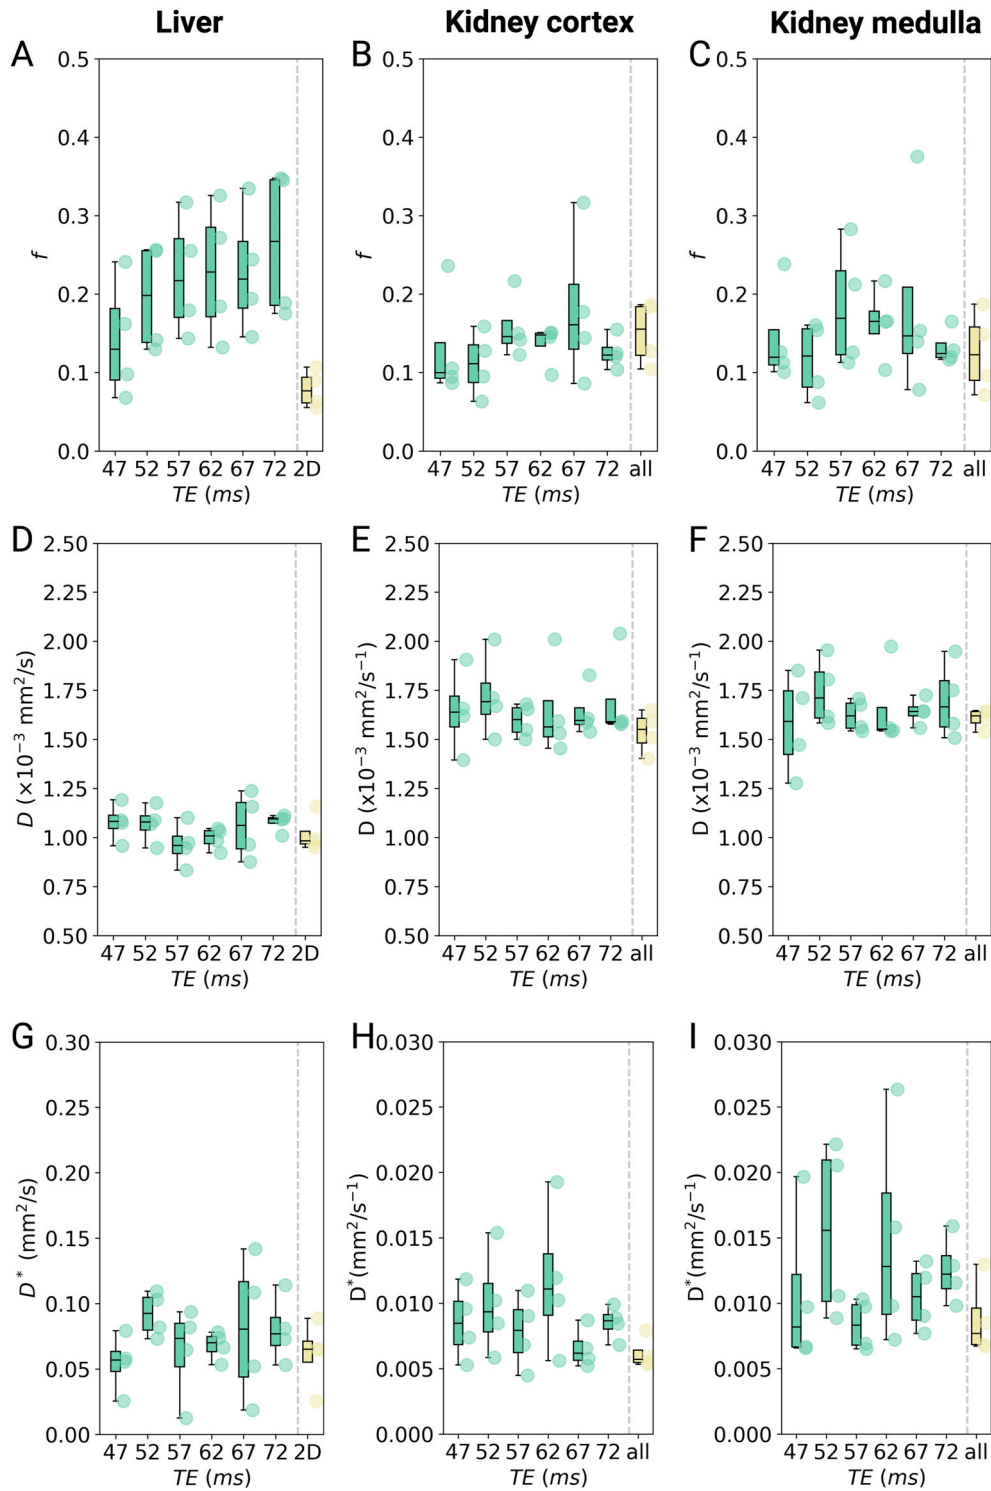 Liver Kidney cortex Kidney medulla
A B C
0.5 0.5 0.5
0.4 0.4 0.4
0.3 0.3 0.3
f f f
0.2 0.2 0.2
0.1 0.1 0.1
0.0 0.0 0.0
47 52 57 62 67 72 2D 47 52 57 62 67 72 all 47 52 57 62 67 72 all
TE (ms) TE (ms) TE (ms)
D E F
2.50 2.50 2.50
2.25 2.25 2.25
2.00 2.00 2.00
1.75 1.75 1.75
D (×10⁻³ mm²/s) D (x10⁻³ mm²/s⁻¹) D (x10⁻³ mm²/s⁻¹)
1.50 1.50 1.50
1.25 1.25 1.25
1.00 1.00 1.00
0.75 0.75 0.75
0.50 0.50 0.50
47 52 57 62 67 72 2D 47 52 57 62 67 72 all 47 52 57 62 67 72 all
TE (ms) TE (ms) TE (ms)
G H I
0.30 0.030 0.030
0.25 0.025 0.025
0.20 0.020 0.020
D* (mm²/s) D*(mm²/s⁻¹) D*(mm²/s⁻¹)
0.15 0.015 0.015
0.10 0.010 0.010
0.05 0.005 0.005
0.00 0.000 0.000
47 52 57 62 67 72 2D 47 52 57 62 67 72 all 47 52 57 62 67 72 all
TE (ms) TE (ms) TE (ms)